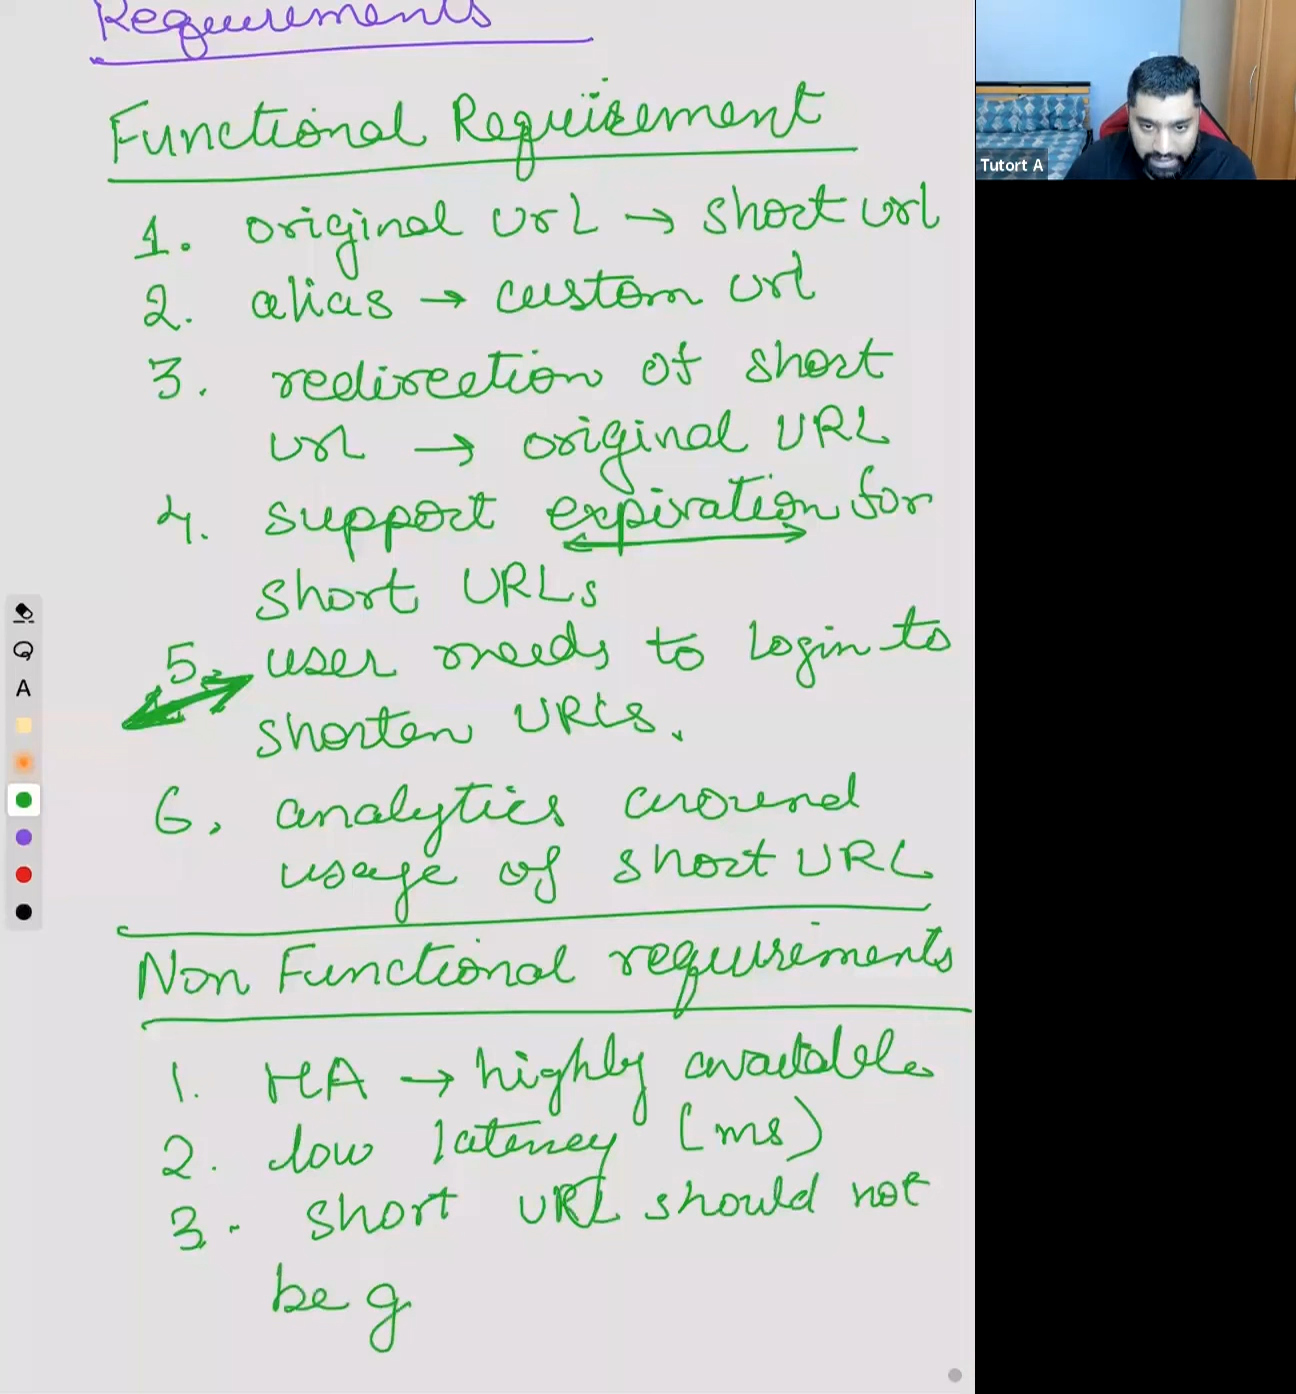 Requirements
Functional Requirement
1. original Url → short url
2. alias → custom url
3. redirection of short
url → original URL
4. support expiration for
short URLs
5. user needs to login to
shorten URLs.
6. analytics around
usage of short URL
Non Functional requirements
1. HA → highly available
2. low latency (ms)
3. short URL should not
be g
A
Tutort A